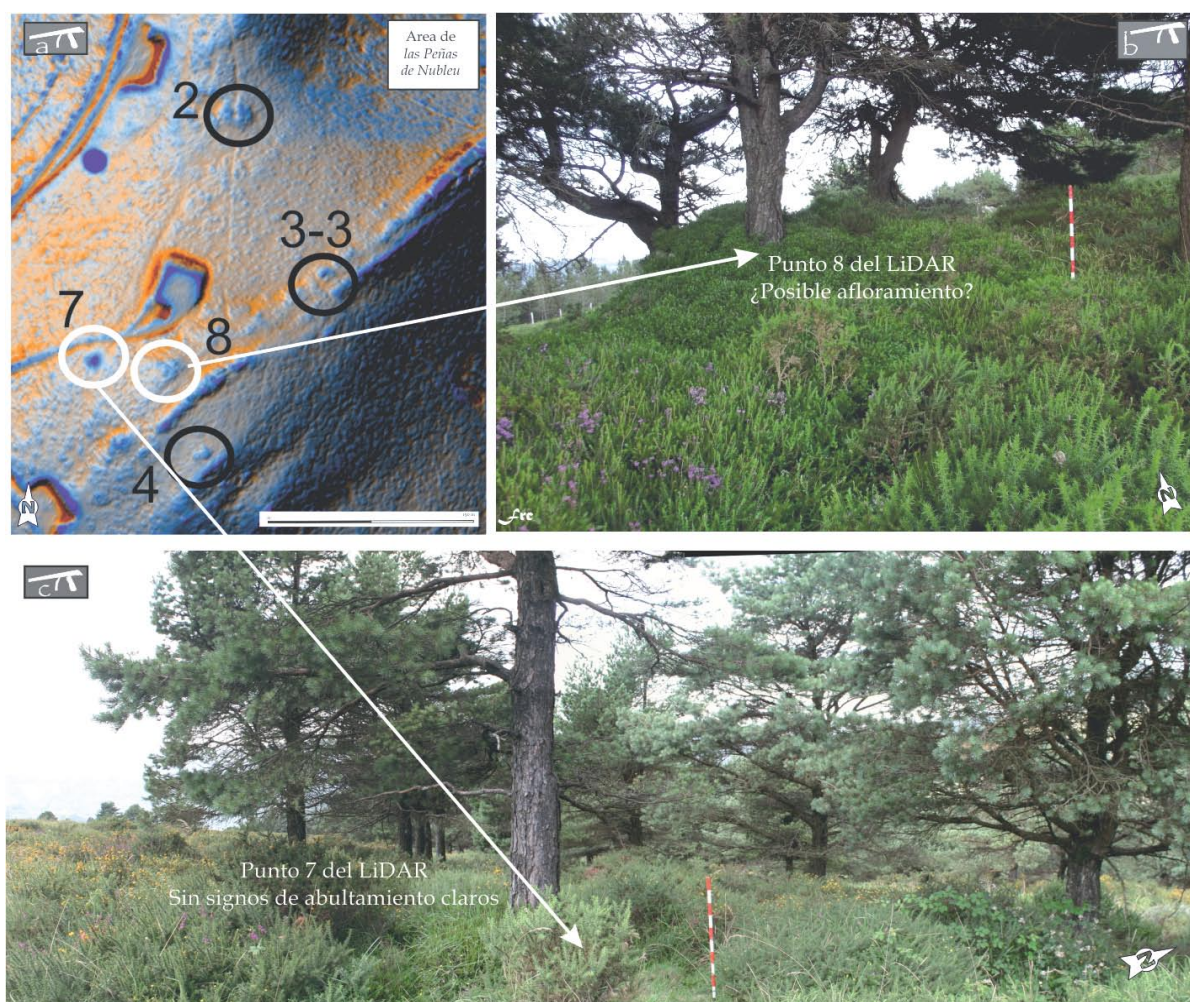 a
Area de
las Peñas
de Nubleu
2
3-3
7
8
4
N
b
Punto 8 del LiDAR
¿Posible afloramiento?
frc
N
c
Punto 7 del LiDAR
Sin signos de abultamiento claros
N